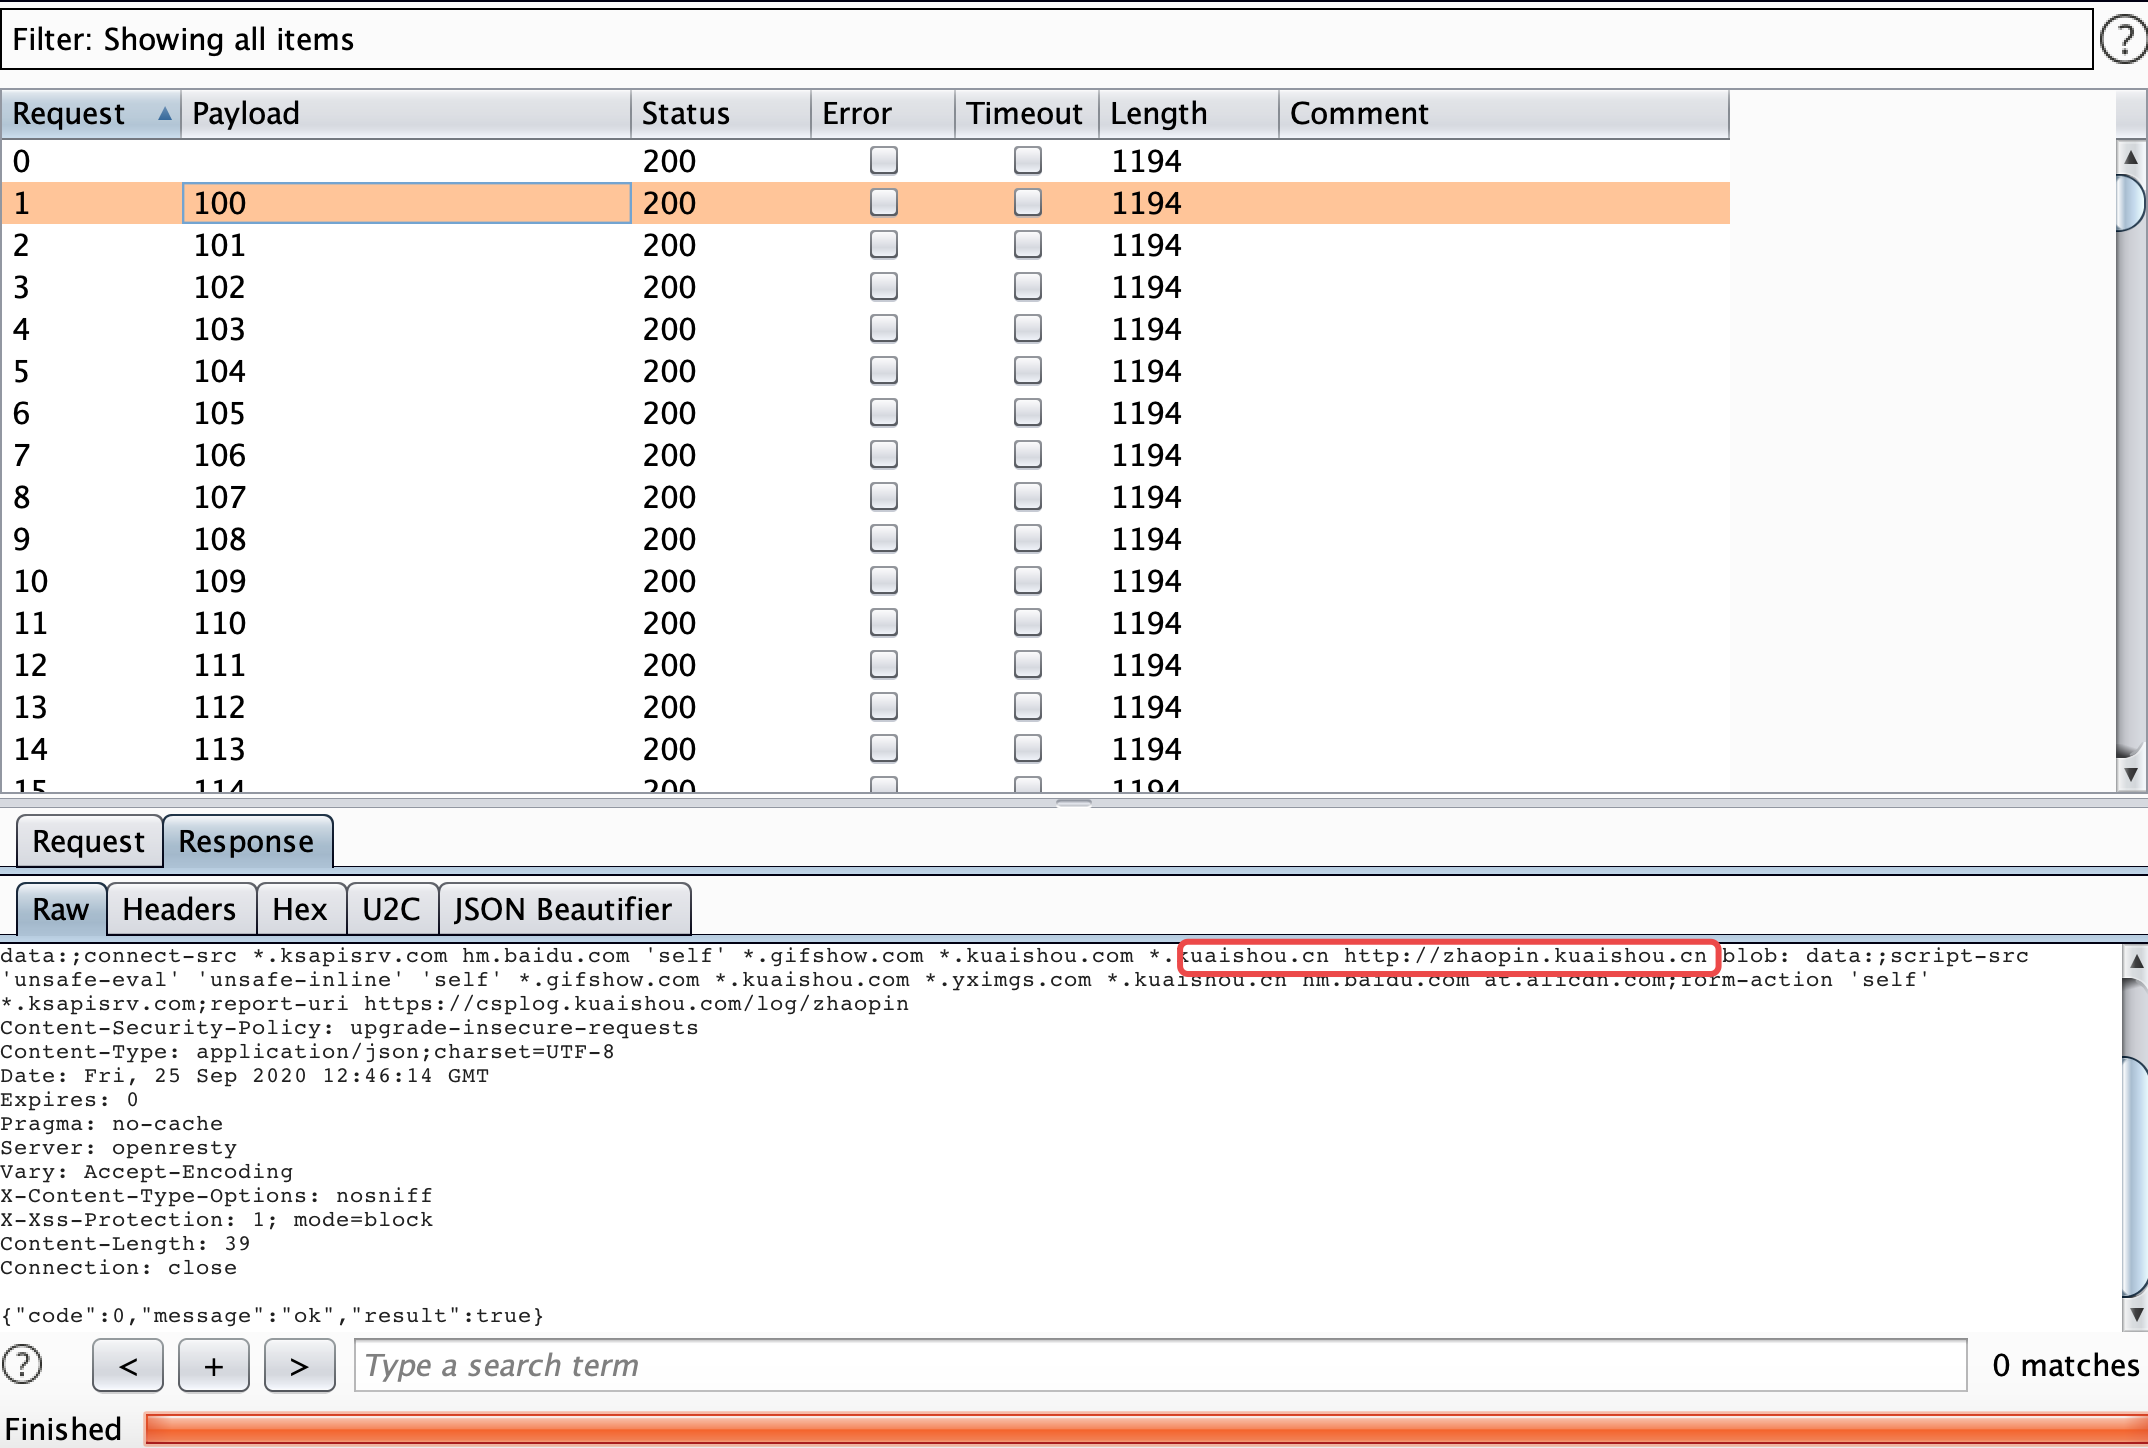 Filter: Showing all items
?
Request Payload Status Error Timeout Length Comment
0 200 1194
1 100 200 1194
2 101 200 1194
3 102 200 1194
4 103 200 1194
5 104 200 1194
6 105 200 1194
7 106 200 1194
8 107 200 1194
9 108 200 1194
10 109 200 1194
11 110 200 1194
12 111 200 1194
13 112 200 1194
14 113 200 1194
15 114 200 1194
Request Response
Raw Headers Hex U2C JSON Beautifier
data:;connect-src *.ksapisrv.com hm.baidu.com 'self' *.gifshow.com *.kuaishou.com *.kuaishou.cn http://zhaopin.kuaishou.cn blob: data:;script-src
'unsafe-eval' 'unsafe-inline' 'self' *.gifshow.com *.kuaishou.com *.yximgs.com *.kuaishou.cn hm.baidu.com at.alicdn.com;form-action 'self'
*.ksapisrv.com;report-uri https://csplog.kuaishou.com/log/zhaopin
Content-Security-Policy: upgrade-insecure-requests
Content-Type: application/json;charset=UTF-8
Date: Fri, 25 Sep 2020 12:46:14 GMT
Expires: 0
Pragma: no-cache
Server: openresty
Vary: Accept-Encoding
X-Content-Type-Options: nosniff
X-Xss-Protection: 1; mode=block
Content-Length: 39
Connection: close
{"code":0,"message":"ok","result":true}
? < + > Type a search term 0 matches
Finished